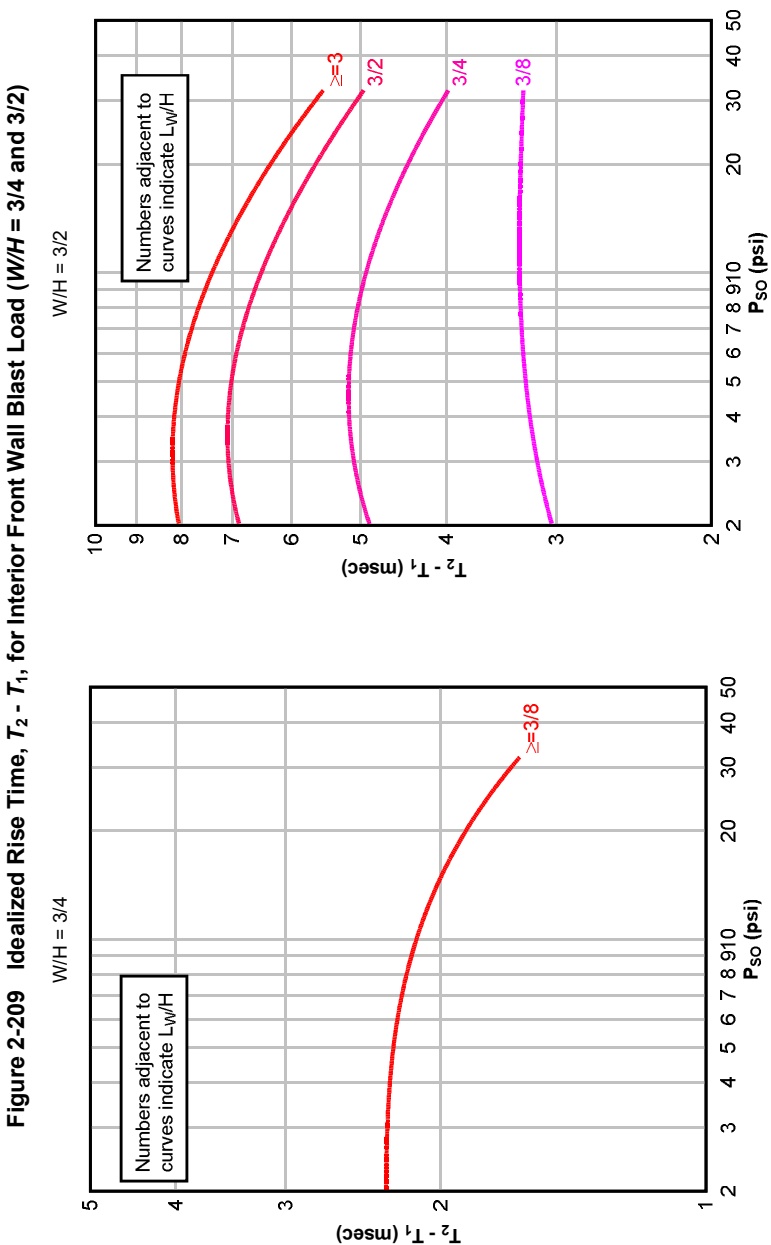 Figure 2-209 Idealized Rise Time, T2 - T1, for Interior Front Wall Blast Load (W/H = 3/4 and 3/2)
W/H = 3/4
Numbers adjacent to
curves indicate LW/H
5
4
3
2
1
T2 - T1 (msec)
≥=3/8
2 3 4 5 6 7 8 910 20 30 40 50
PSO (psi)
W/H = 3/2
Numbers adjacent to
curves indicate LW/H
10
9
8
7
6
5
4
3
2
T2 - T1 (msec)
≥=3
3/2
3/4
3/8
2 3 4 5 6 7 8 910 20 30 40 50
PSO (psi)